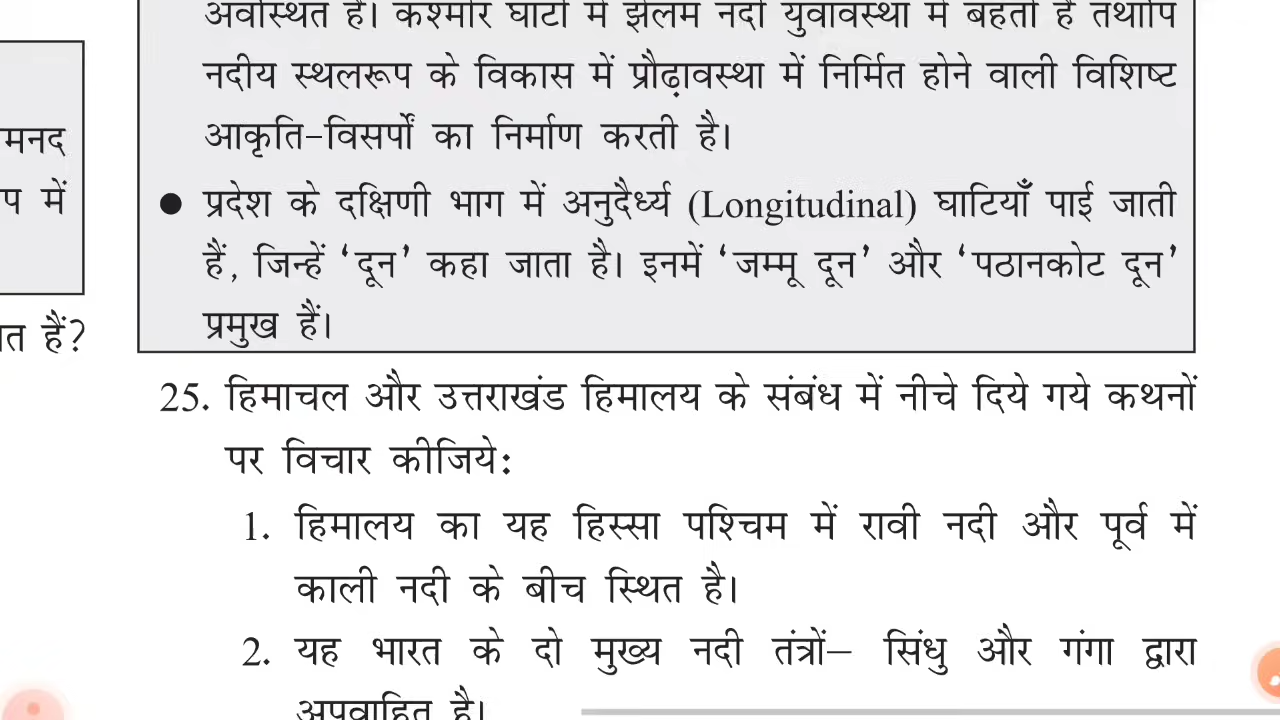 अवस्थित हैं। कश्मीर घाटी में झेलम नदी युवावस्था में बहती है तथापि
नदीय स्थलरूप के विकास में प्रौढ़ावस्था में निर्मित होने वाली विशिष्ट
आकृति-विसर्पों का निर्माण करती है।
● प्रदेश के दक्षिणी भाग में अनुदैर्ध्य (Longitudinal) घाटियाँ पाई जाती
हैं, जिन्हें ‘दून’ कहा जाता है। इनमें ‘जम्मू दून’ और ‘पठानकोट दून’
प्रमुख हैं।
मनद
प में
त हैं?
25. हिमाचल और उत्तराखंड हिमालय के संबंध में नीचे दिये गये कथनों
पर विचार कीजिये:
1. हिमालय का यह हिस्सा पश्चिम में रावी नदी और पूर्व में
काली नदी के बीच स्थित है।
2. यह भारत के दो मुख्य नदी तंत्रों– सिंधु और गंगा द्वारा
अपवाहित है।